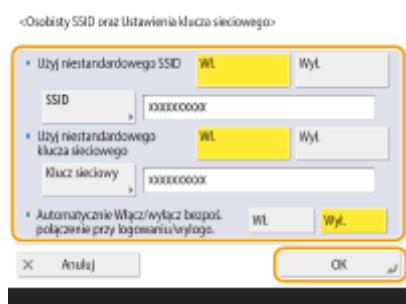 <Osobisty SSID oraz Ustawienia klucza sieciowego>
Użyj niestandardowego SSID Wł. Wył.
SSID xxxxxxxxxx
Użyj niestandardowego Wł. Wył.
klucza sieciowego
Klucz sieciowy xxxxxxxxxx
Automatycznie Włącz/wyłącz bezpoś. Wł. Wył.
połączenie przy logowaniu/wylogo.
Anuluj OK